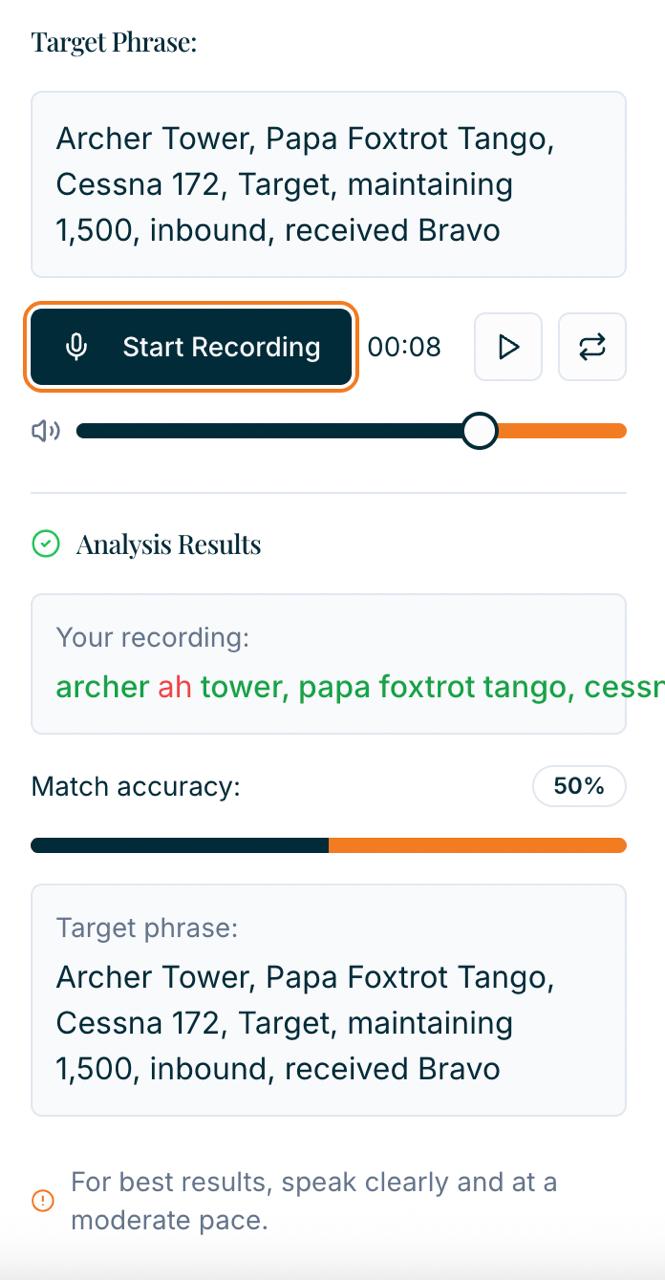 Target Phrase:
Archer Tower, Papa Foxtrot Tango,
Cessna 172, Target, maintaining
1,500, inbound, received Bravo
Start Recording 00:08
Analysis Results
Your recording:
archer ah tower, papa foxtrot tango, cessn
Match accuracy: 50%
Target phrase:
Archer Tower, Papa Foxtrot Tango,
Cessna 172, Target, maintaining
1,500, inbound, received Bravo
For best results, speak clearly and at a
moderate pace.